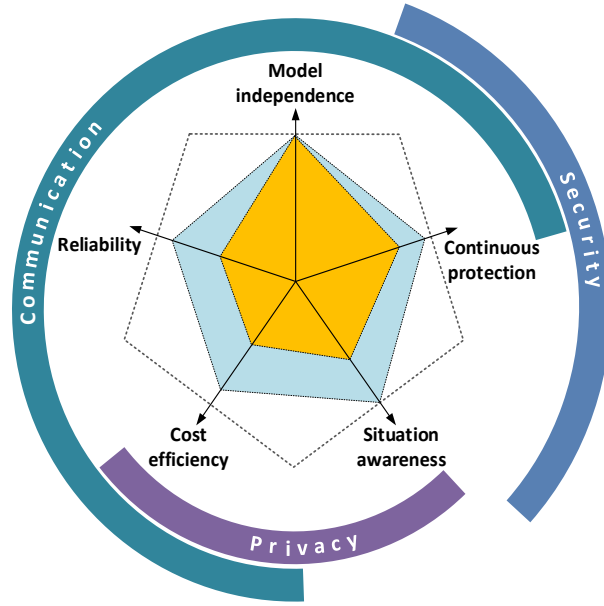 Model
independence
Communication
Security
Reliability
Continuous
protection
Cost
efficiency
Situation
awareness
Privacy